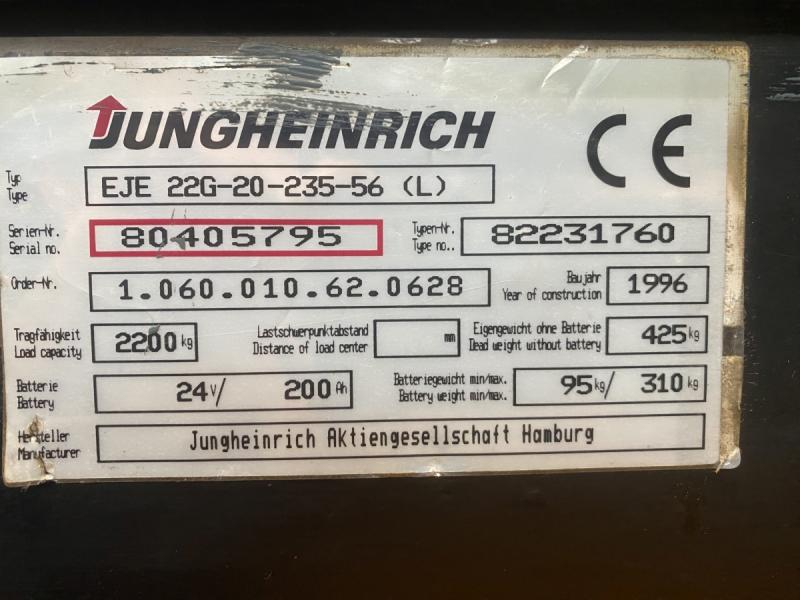 JUNGHEINRICH
CE
Typ
Type
EJE 22G-20-235-56 (L)
Serien-Nr.
Serial no.
80405795
Typen-Nr.
Type no..
82231760
Order-Nr.
1.060.010.62.0628
Baujahr
Year of construction
1996
Tragfähigkeit
Load capacity
2200 kg
Lastschwerpunktabstand
Distance of load center
mm
Eigengewicht ohne Batterie
Dead weight without battery
425 kg
Batterie
Battery
24 V/ 200 Ah
Batteriegewicht min/max.
Battery weight min/max.
95 kg/ 310 kg
Hersteller
Manufacturer
Jungheinrich Aktiengesellschaft Hamburg